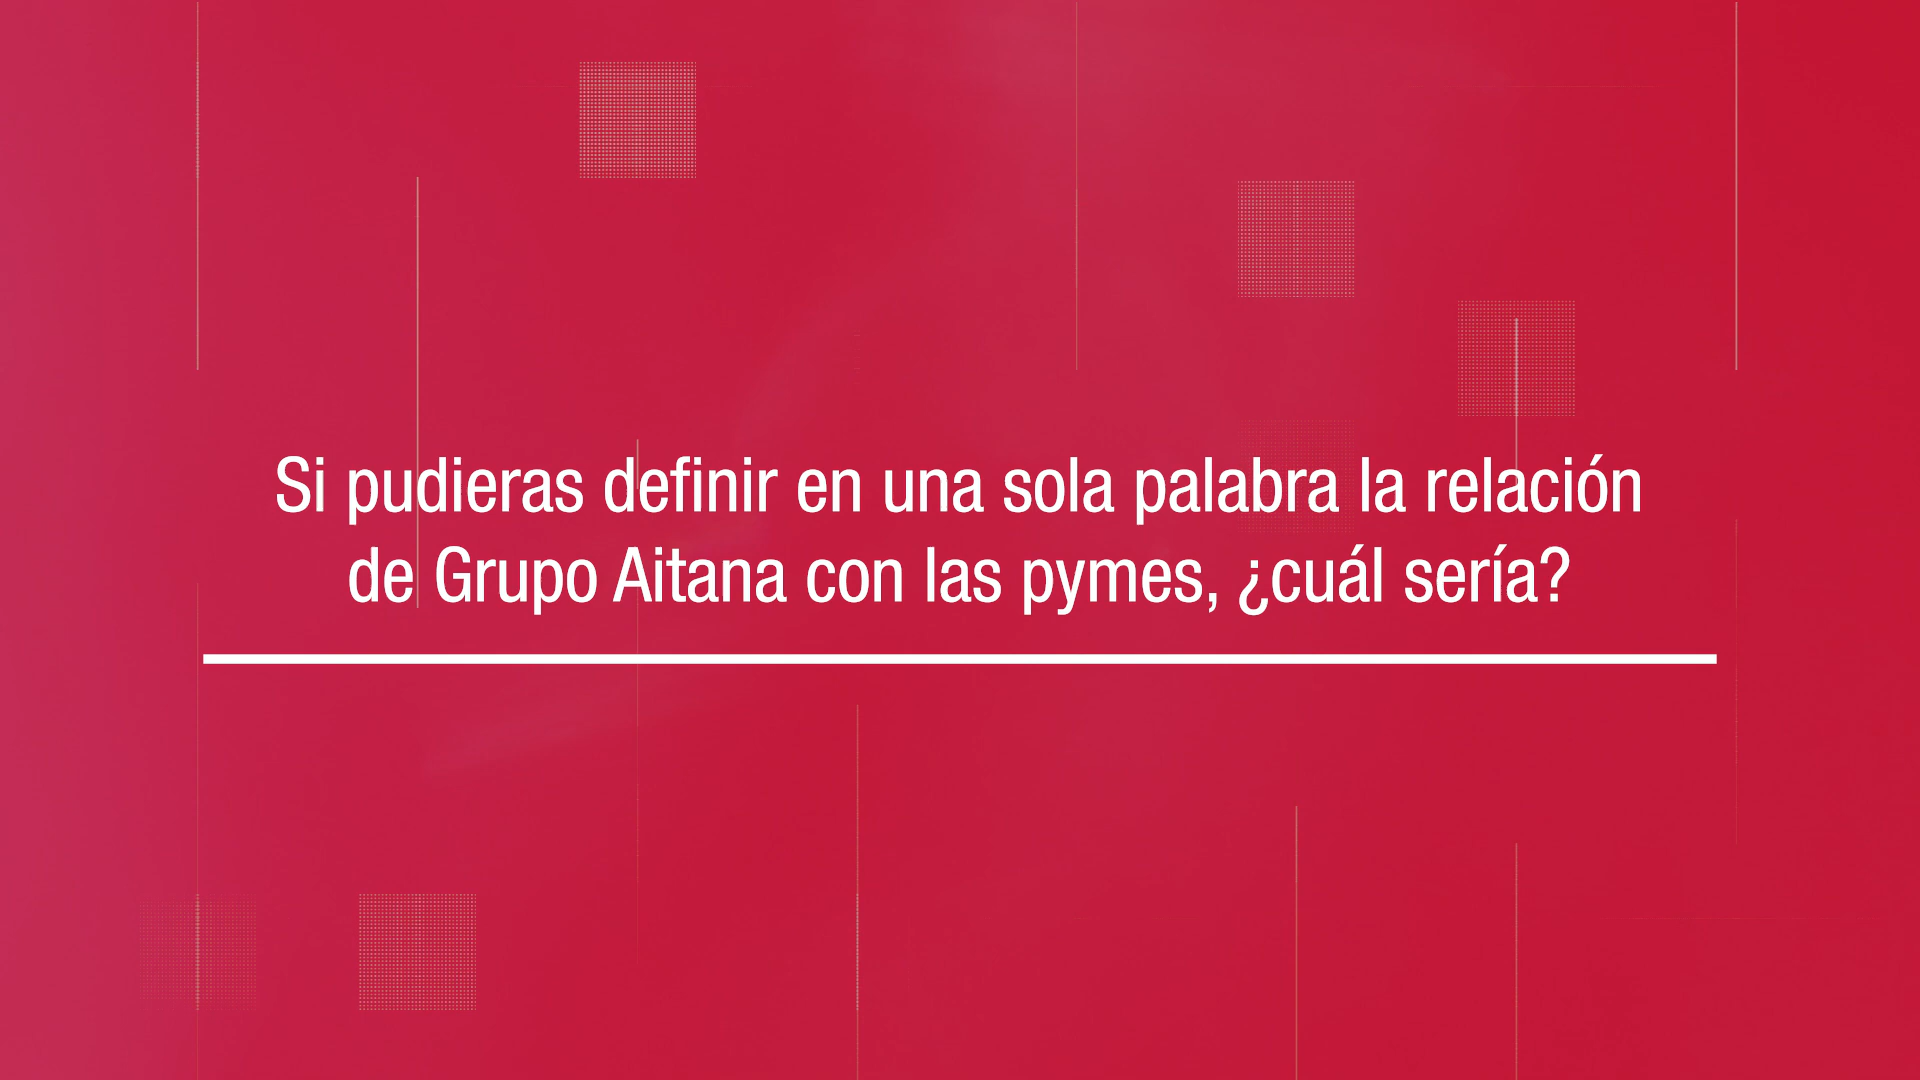 Si pudieras definir en una sola palabra la relación
de Grupo Aitana con las pymes, ¿cuál sería?